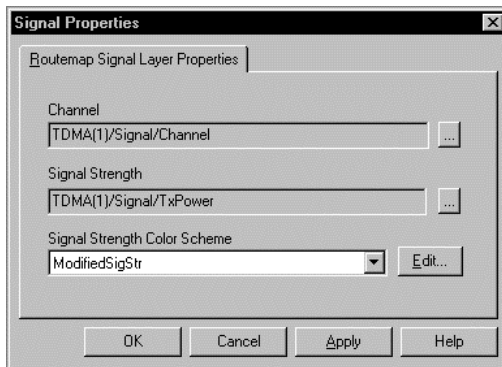 Signal Properties
Routemap Signal Layer Properties
Channel
TDMA(1)/Signal/Channel
...
Signal Strength
TDMA(1)/Signal/TxPower
...
Signal Strength Color Scheme
ModifiedSigStr
Edit...
OK Cancel Apply Help